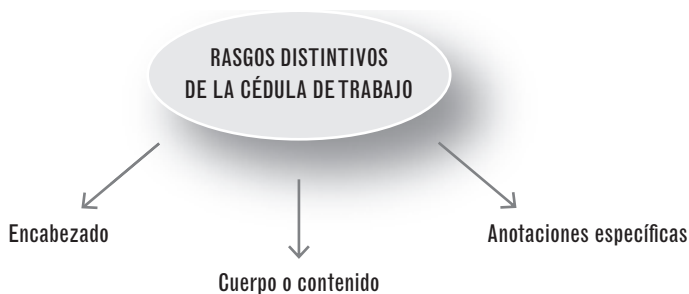 RASGOS DISTINTIVOS
DE LA CÉDULA DE TRABAJO
Encabezado
Anotaciones específicas
Cuerpo o contenido